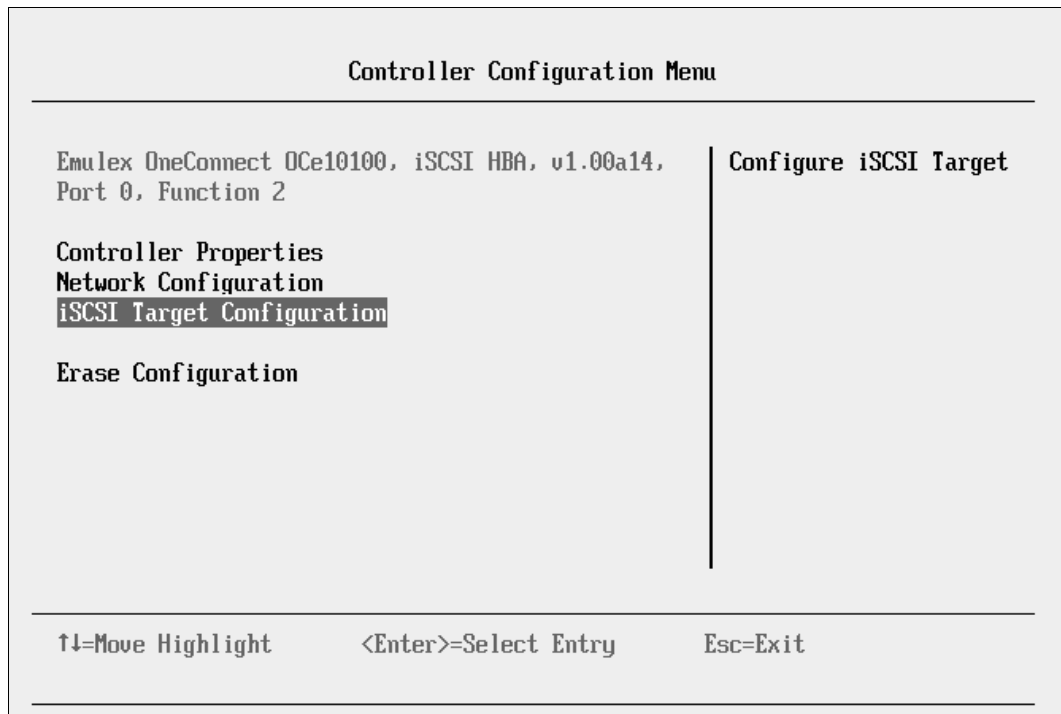 Controller Configuration Menu
Emulex OneConnect OCe10100, iSCSI HBA, v1.00a14,
Port 0, Function 2
Configure iSCSI Target
Controller Properties
Network Configuration
iSCSI Target Configuration
Erase Configuration
↑↓=Move Highlight <Enter>=Select Entry Esc=Exit